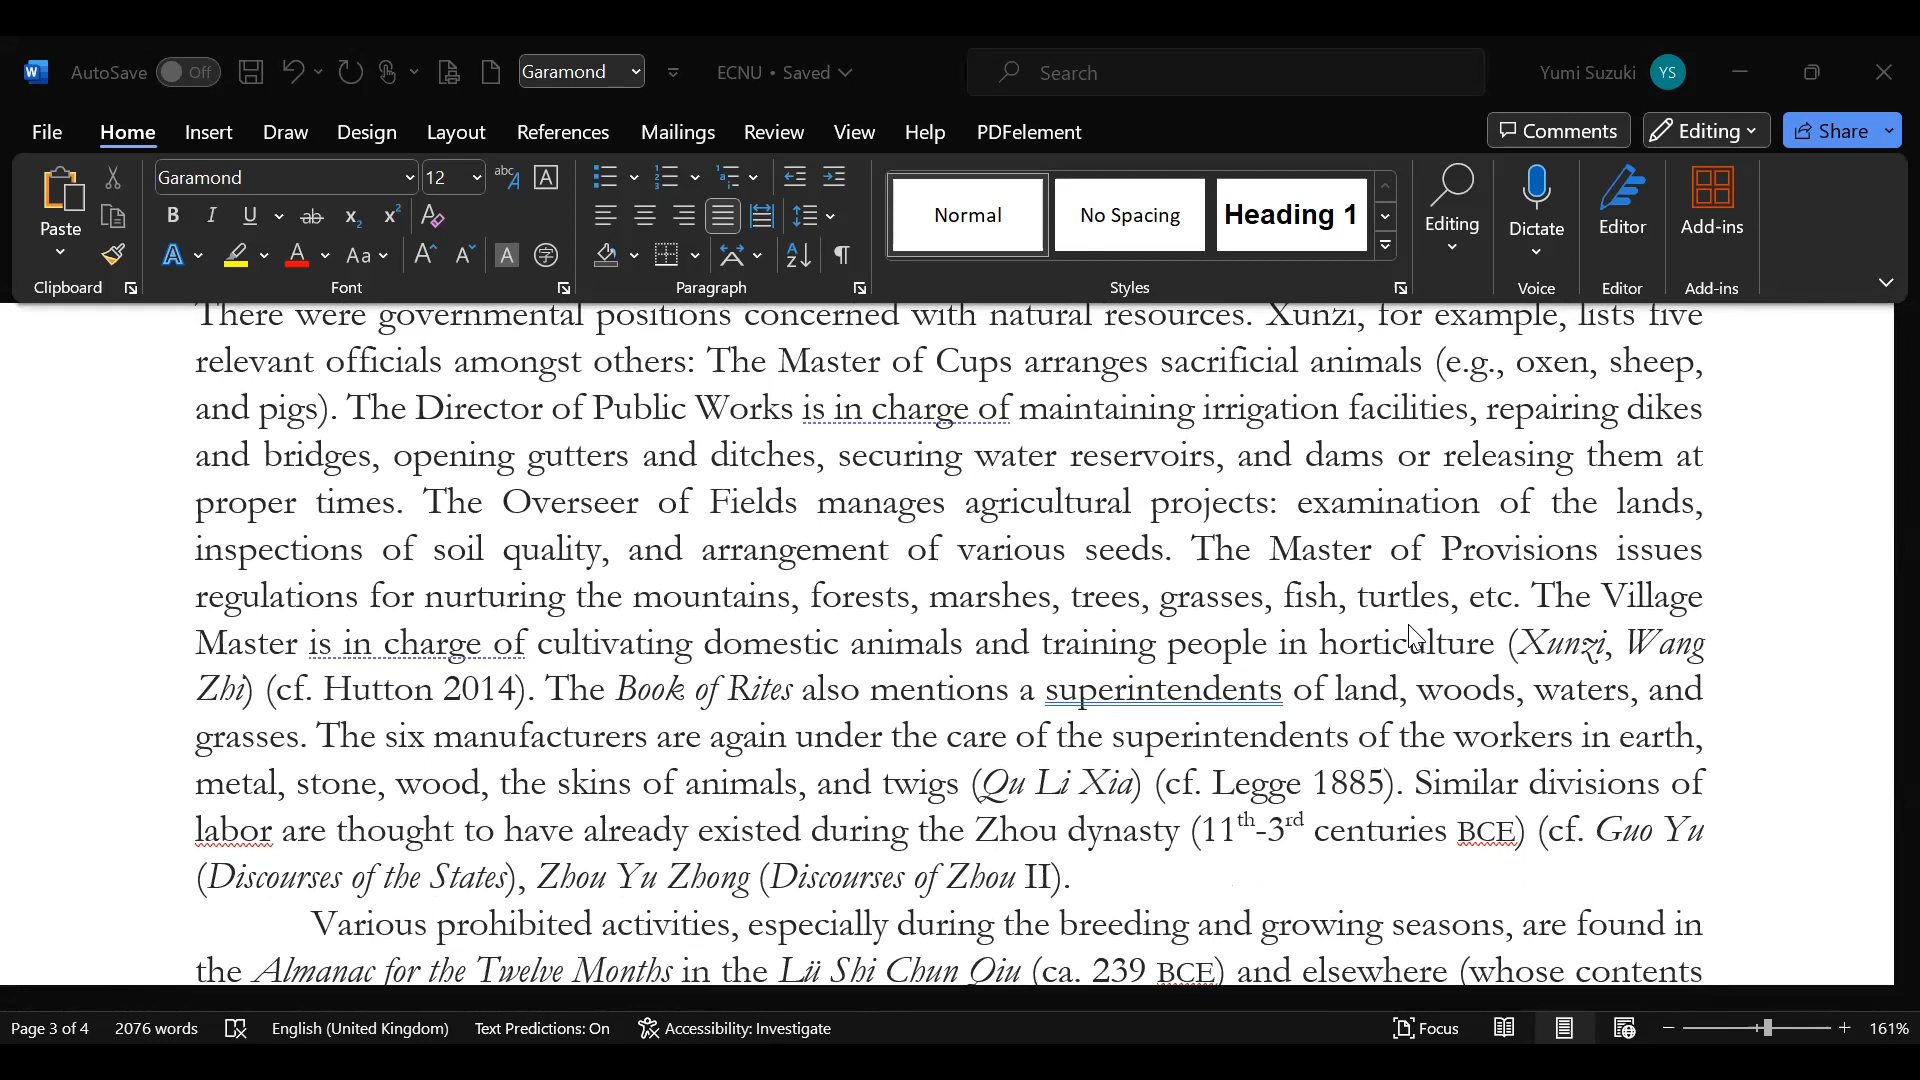 AutoSave Off Garamond ECNU • Saved Search Yumi Suzuki YS
File Home Insert Draw Design Layout References Mailings Review View Help PDFelement Comments Editing Share
Paste Garamond 12 Normal No Spacing Heading 1 Editing Dictate Editor Add-ins
Clipboard Font Paragraph Styles Voice Editor Add-ins
There were governmental positions concerned with natural resources. Xunzi, for example, lists five
relevant officials amongst others: The Master of Cups arranges sacrificial animals (e.g., oxen, sheep,
and pigs). The Director of Public Works is in charge of maintaining irrigation facilities, repairing dikes
and bridges, opening gutters and ditches, securing water reservoirs, and dams or releasing them at
proper times. The Overseer of Fields manages agricultural projects: examination of the lands,
inspections of soil quality, and arrangement of various seeds. The Master of Provisions issues
regulations for nurturing the mountains, forests, marshes, trees, grasses, fish, turtles, etc. The Village
Master is in charge of cultivating domestic animals and training people in horticulture (Xunzi, Wang
Zhi) (cf. Hutton 2014). The Book of Rites also mentions a superintendents of land, woods, waters, and
grasses. The six manufacturers are again under the care of the superintendents of the workers in earth,
metal, stone, wood, the skins of animals, and twigs (Qu Li Xia) (cf. Legge 1885). Similar divisions of
labor are thought to have already existed during the Zhou dynasty (11th-3rd centuries BCE) (cf. Guo Yu
(Discourses of the States), Zhou Yu Zhong (Discourses of Zhou II).
Various prohibited activities, especially during the breeding and growing seasons, are found in
the Almanac for the Twelve Months in the Lü Shi Chun Qiu (ca. 239 BCE) and elsewhere (whose contents
Page 3 of 4 2076 words English (United Kingdom) Text Predictions: On Accessibility: Investigate Focus 161%